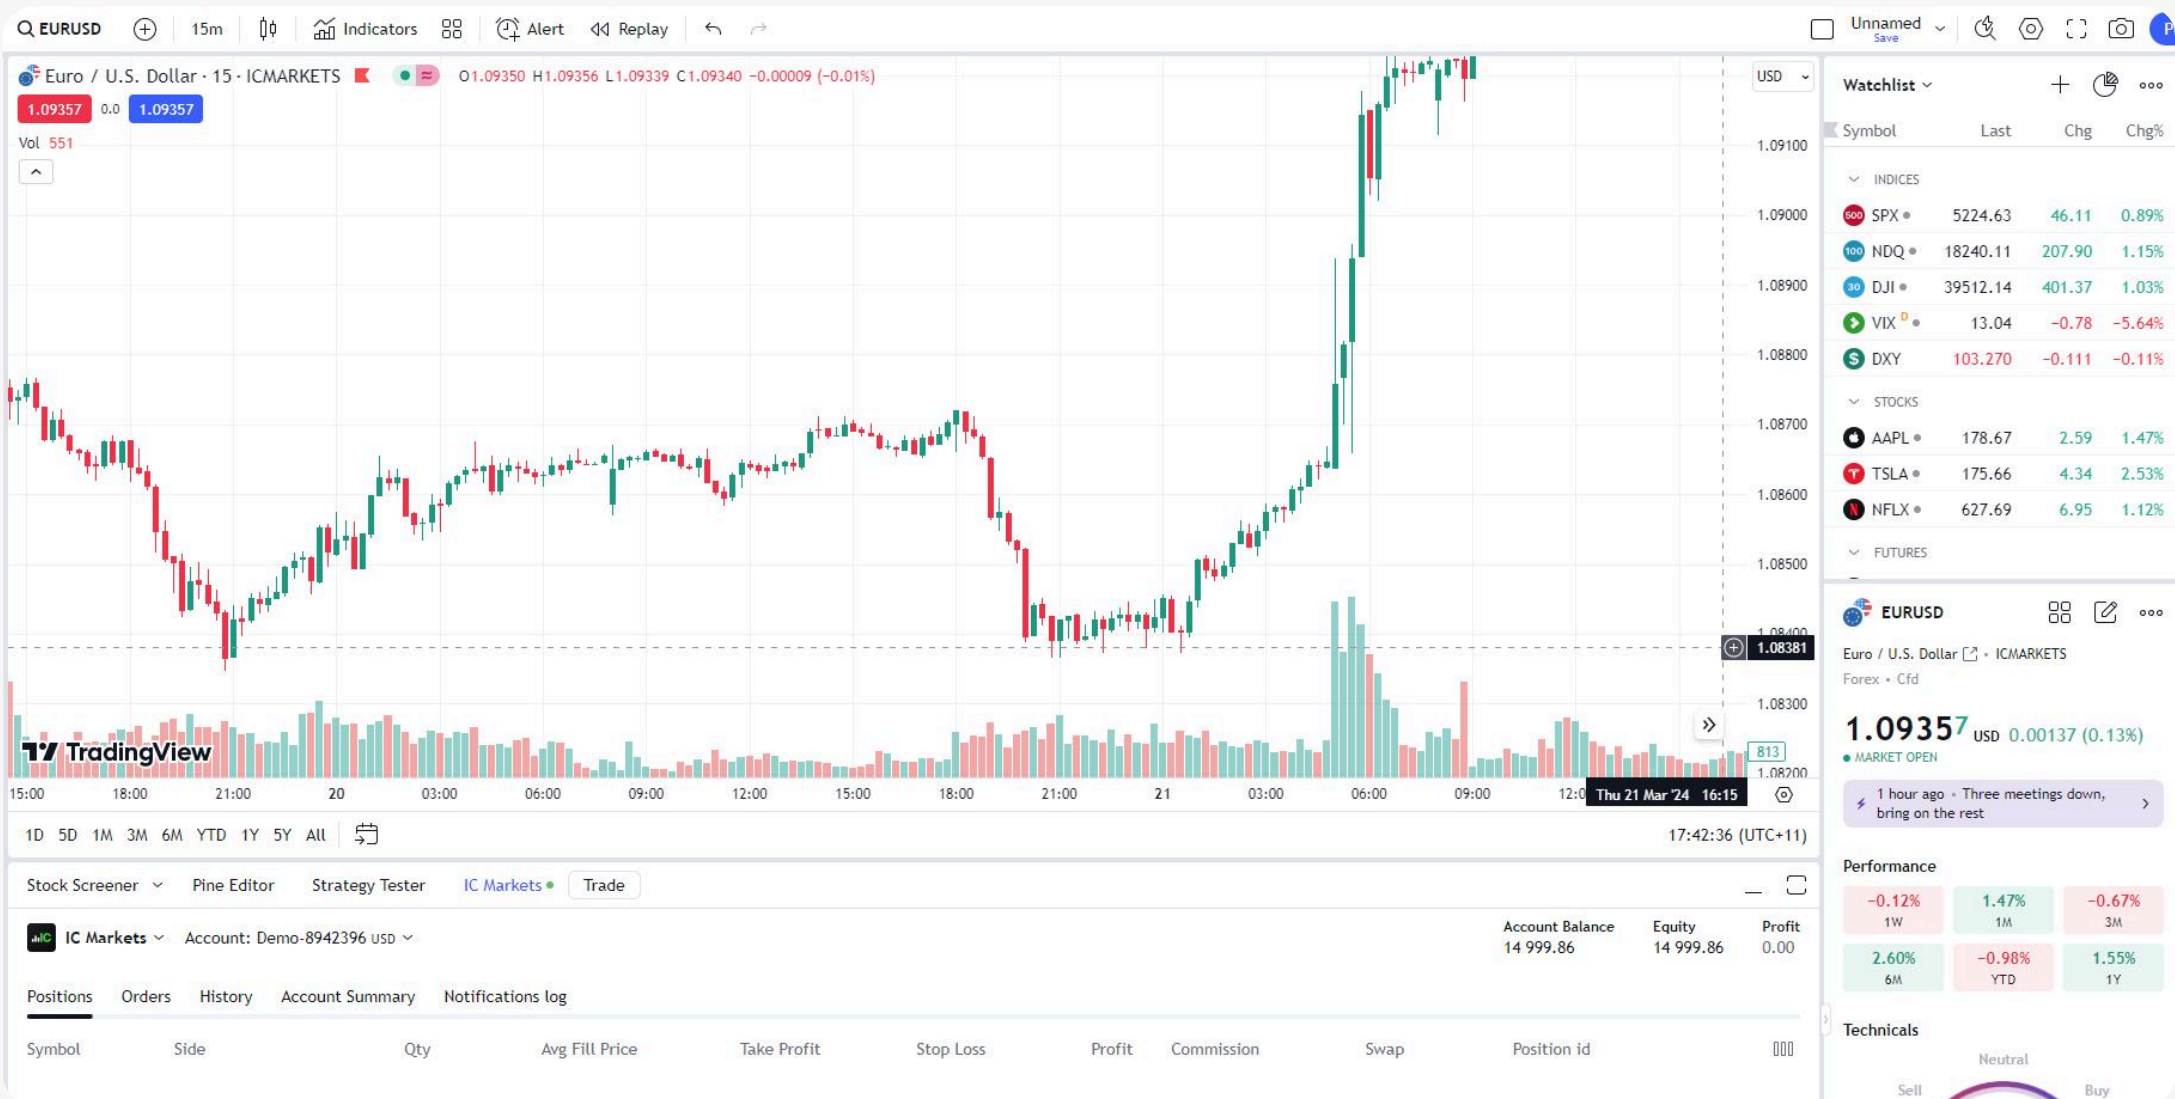 EURUSD 15m Indicators Alert Replay Unnamed
Save
Euro / U.S. Dollar · 15 · ICMARKETS O1.09350 H1.09356 L1.09339 C1.09340 −0.00009 (−0.01%) USD
1.09357 0.0 1.09357
Vol 551
1.09100
1.09000
1.08900
1.08800
1.08700
1.08600
1.08500
1.08400
1.08381
1.08300
813
1.08200
TradingView
15:00 18:00 21:00 20 03:00 06:00 09:00 12:00 15:00 18:00 21:00 21 03:00 06:00 09:00 12:0 Thu 21 Mar '24 16:15
1D 5D 1M 3M 6M YTD 1Y 5Y All 17:42:36 (UTC+11)
Stock Screener Pine Editor Strategy Tester IC Markets Trade
IC Markets Account: Demo-8942396 USD
Account Balance Equity Profit
14 999.86 14 999.86 0.00
Positions Orders History Account Summary Notifications log
Symbol Side Qty Avg Fill Price Take Profit Stop Loss Profit Commission Swap Position id
Watchlist
Symbol Last Chg Chg%
INDICES
500 SPX 5224.63 46.11 0.89%
100 NDQ 18240.11 207.90 1.15%
30 DJI 39512.14 401.37 1.03%
VIX D 13.04 −0.78 −5.64%
$ DXY 103.270 −0.111 −0.11%
STOCKS
AAPL 178.67 2.59 1.47%
TSLA 175.66 4.34 2.53%
N NFLX 627.69 6.95 1.12%
FUTURES
EURUSD
Euro / U.S. Dollar • ICMARKETS
Forex • Cfd
1.09357 USD 0.00137 (0.13%)
MARKET OPEN
1 hour ago • Three meetings down,
bring on the rest
Performance
−0.12% 1.47% −0.67%
1W 1M 3M
2.60% −0.98% 1.55%
6M YTD 1Y
Technicals
Neutral
Sell Buy